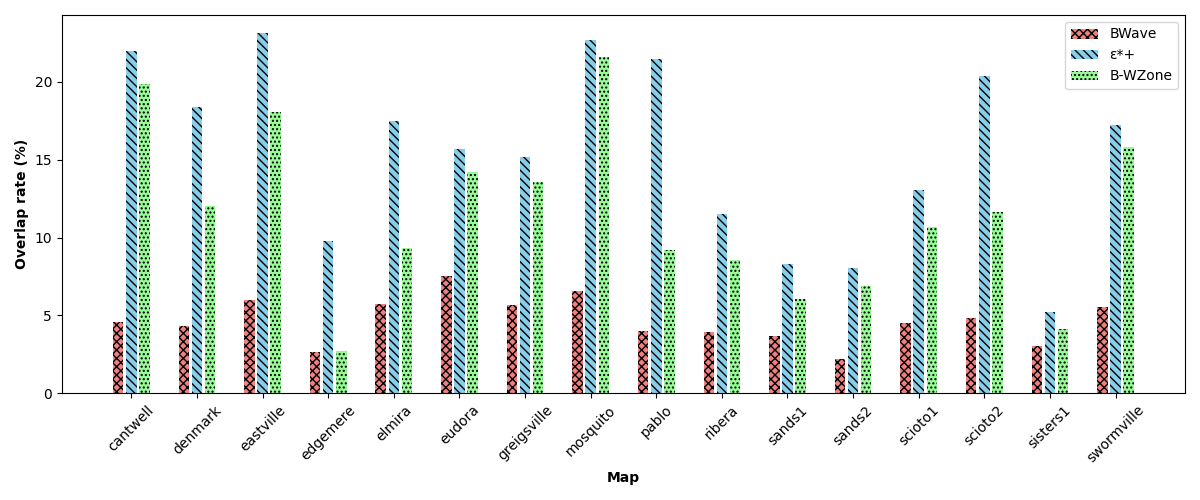 BWave
ε*+
B-WZone
Overlap rate (%)
20
15
10
5
0
cantwell
denmark
eastville
edgemere
elmira
eudora
greigsville
mosquito
pablo
ribera
sands1
sands2
scioto1
scioto2
sisters1
swormville
Map